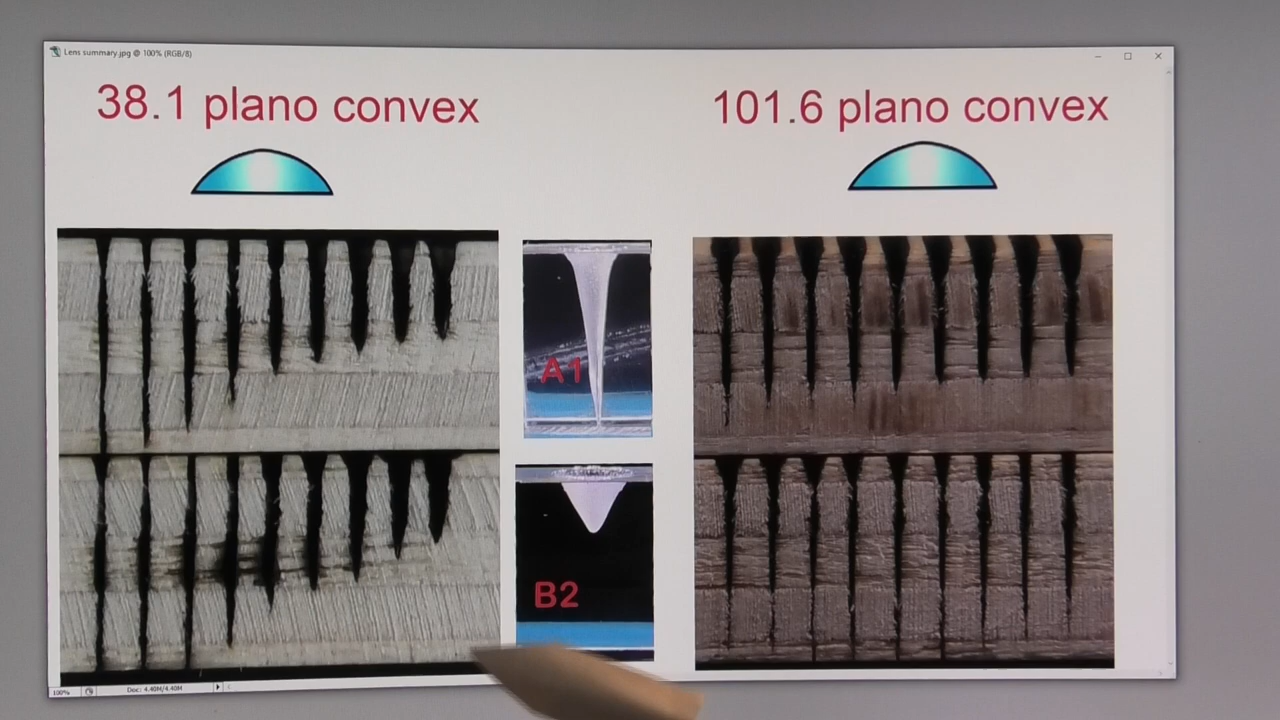 Lens summary.jpg @ 100% (RGB/8)
38.1 plano convex
101.6 plano convex
A1
B2
100%
Doc: 4.40M/4.40M